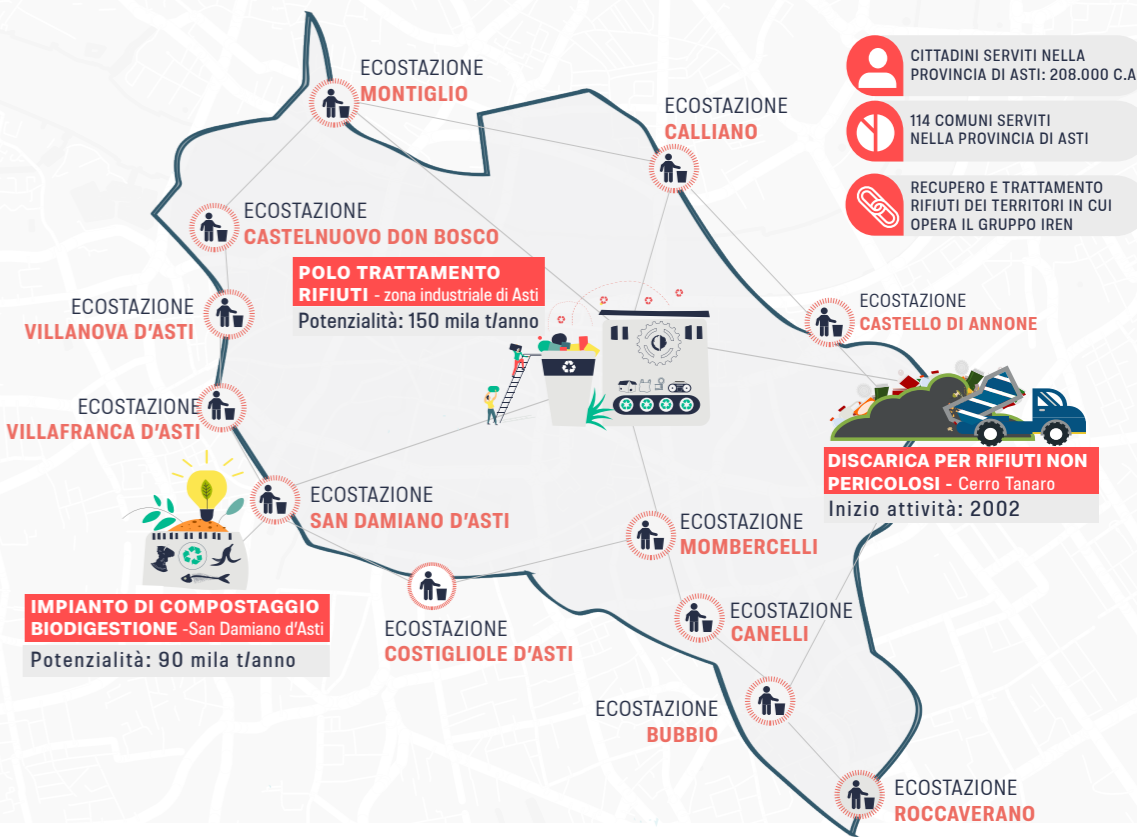 ECOSTAZIONE
MONTIGLIO
ECOSTAZIONE
CALLIANO
CITTADINI SERVITI NELLA
PROVINCIA DI ASTI: 208.000 C.A
114 COMUNI SERVITI
NELLA PROVINCIA DI ASTI
RECUPERO E TRATTAMENTO
RIFIUTI DEI TERRITORI IN CUI
OPERA IL GRUPPO IREN
ECOSTAZIONE
CASTELNUOVO DON BOSCO
POLO TRATTAMENTO
RIFIUTI - zona industriale di Asti
Potenzialità: 150 mila t/anno
ECOSTAZIONE
VILLANOVA D'ASTI
ECOSTAZIONE
CASTELLO DI ANNONE
ECOSTAZIONE
VILLAFRANCA D'ASTI
DISCARICA PER RIFIUTI NON
PERICOLOSI - Cerro Tanaro
Inizio attività: 2002
ECOSTAZIONE
SAN DAMIANO D'ASTI
ECOSTAZIONE
MOMBERCELLI
IMPIANTO DI COMPOSTAGGIO
BIODIGESTIONE -San Damiano d'Asti
Potenzialità: 90 mila t/anno
ECOSTAZIONE
COSTIGLIOLE D'ASTI
ECOSTAZIONE
CANELLI
ECOSTAZIONE
BUBBIO
ECOSTAZIONE
ROCCAVERANO